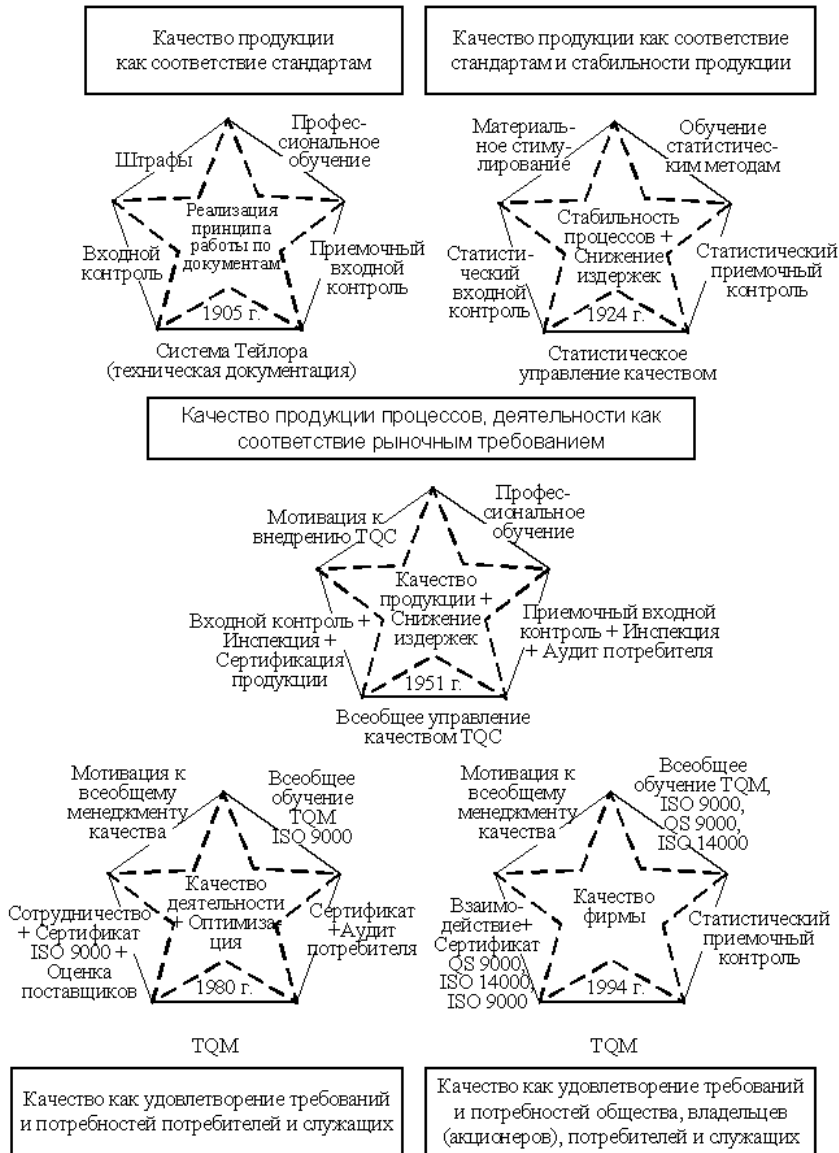 Качество продукции
как соответствие стандартам
Качество продукции как соответствие
стандартам и стабильности продукции
Штрафы
Профес-
сиональное
обучение
Реализация
принципа
работы по
документам
Входной
контроль
Приемочный
входной
контроль
1905 г.
Система Тейлора
(техническая документация)
Материаль-
ное стиму-
лирование
Обучение
статистичес-
ким методам
Стабильность
процессов +
Снижение
издержек
Статисти-
ческий
входной
контроль
Статистический
приемочный
контроль
1924 г.
Статистическое
управление качеством
Качество продукции процессов, деятельности как
соответствие рыночным требованием
Мотивация к
внедрению TQC
Профес-
сиональное
обучение
Качество
продукции +
Снижение
издержек
Входной контроль +
Инспекция +
Сертификация
продукции
Приемочный входной
контроль + Инспекция
+ Аудит потребителя
1951 г.
Всеобщее управление
качеством TQC
Мотивация к
всеобщему
менеджменту
качества
Всеобщее
обучение
TQM
ISO 9000
Качество
деятельности
+ Оптимиза-
ция
Сотрудничество
+ Сертификат
ISO 9000 +
Оценка
поставщиков
Сертификат
+Аудит
потребителя
1980 г.
TQM
Мотивация к
всеобщему
менеджменту
качества
Всеобщее
обучение TQM,
ISO 9000,
QS 9000,
ISO 14000
Качество
фирмы
Взаимо-
действие+
Сертификат
QS 9000,
ISO 14000,
ISO 9000
Статистический
приемочный
контроль
1994 г.
TQM
Качество как удовлетворение требований
и потребностей потребителей и служащих
Качество как удовлетворение требований
и потребностей общества, владельцев
(акционеров), потребителей и служащих